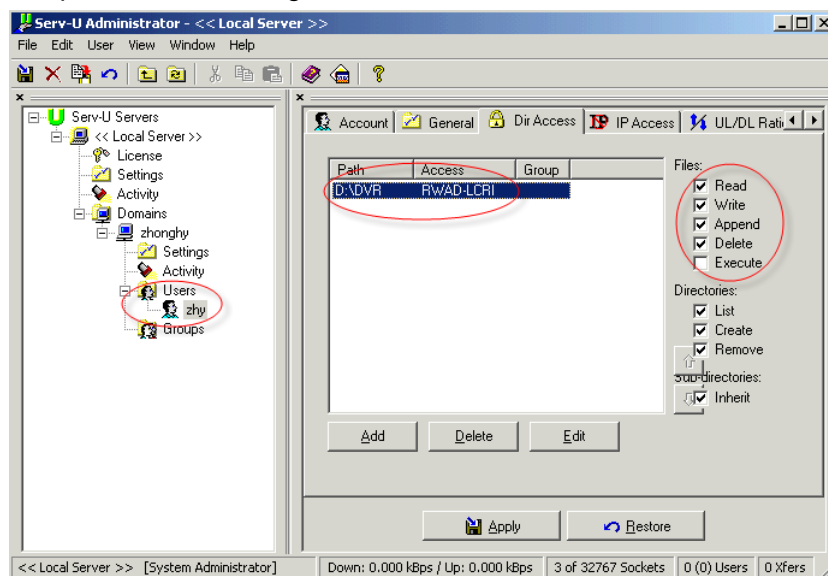 Serv-U Administrator - << Local Server >>
File Edit User View Window Help
Serv-U Servers
<< Local Server >>
License
Settings
Activity
Domains
zhonghy
Settings
Activity
Users
zhy
Groups
Account General Dir Access IP Access UL/DL Rati
Path Access Group
D:\DVR RWAD-LCRI
Files:
Read
Write
Append
Delete
Execute
Directories:
List
Create
Remove
Sub-directories:
Inherit
Add Delete Edit
Apply Restore
<< Local Server >> [System Administrator] Down: 0.000 kBps / Up: 0.000 kBps 3 of 32767 Sockets 0 (0) Users 0 Xfers